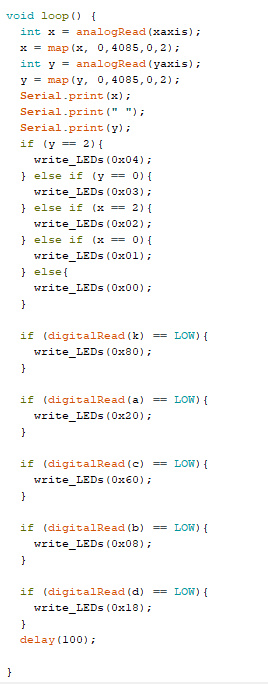 void loop() {
  int x = analogRead(xaxis);
  x = map(x, 0,4085,0,2);
  int y = analogRead(yaxis);
  y = map(y, 0,4085,0,2);
  Serial.print(x);
  Serial.print(" ");
  Serial.print(y);
  if (y == 2){
    write_LEDs(0x04);
  } else if (y == 0){
    write_LEDs(0x03);
  } else if (x == 2){
    write_LEDs(0x02);
  } else if (x == 0){
    write_LEDs(0x01);
  } else{
    write_LEDs(0x00);
  }

  if (digitalRead(k) == LOW){
    write_LEDs(0x80);
  }

  if (digitalRead(a) == LOW){
    write_LEDs(0x20);
  }

  if (digitalRead(c) == LOW){
    write_LEDs(0x60);
  }

  if (digitalRead(b) == LOW){
    write_LEDs(0x08);
  }

  if (digitalRead(d) == LOW){
    write_LEDs(0x18);
  }
  delay(100);

}